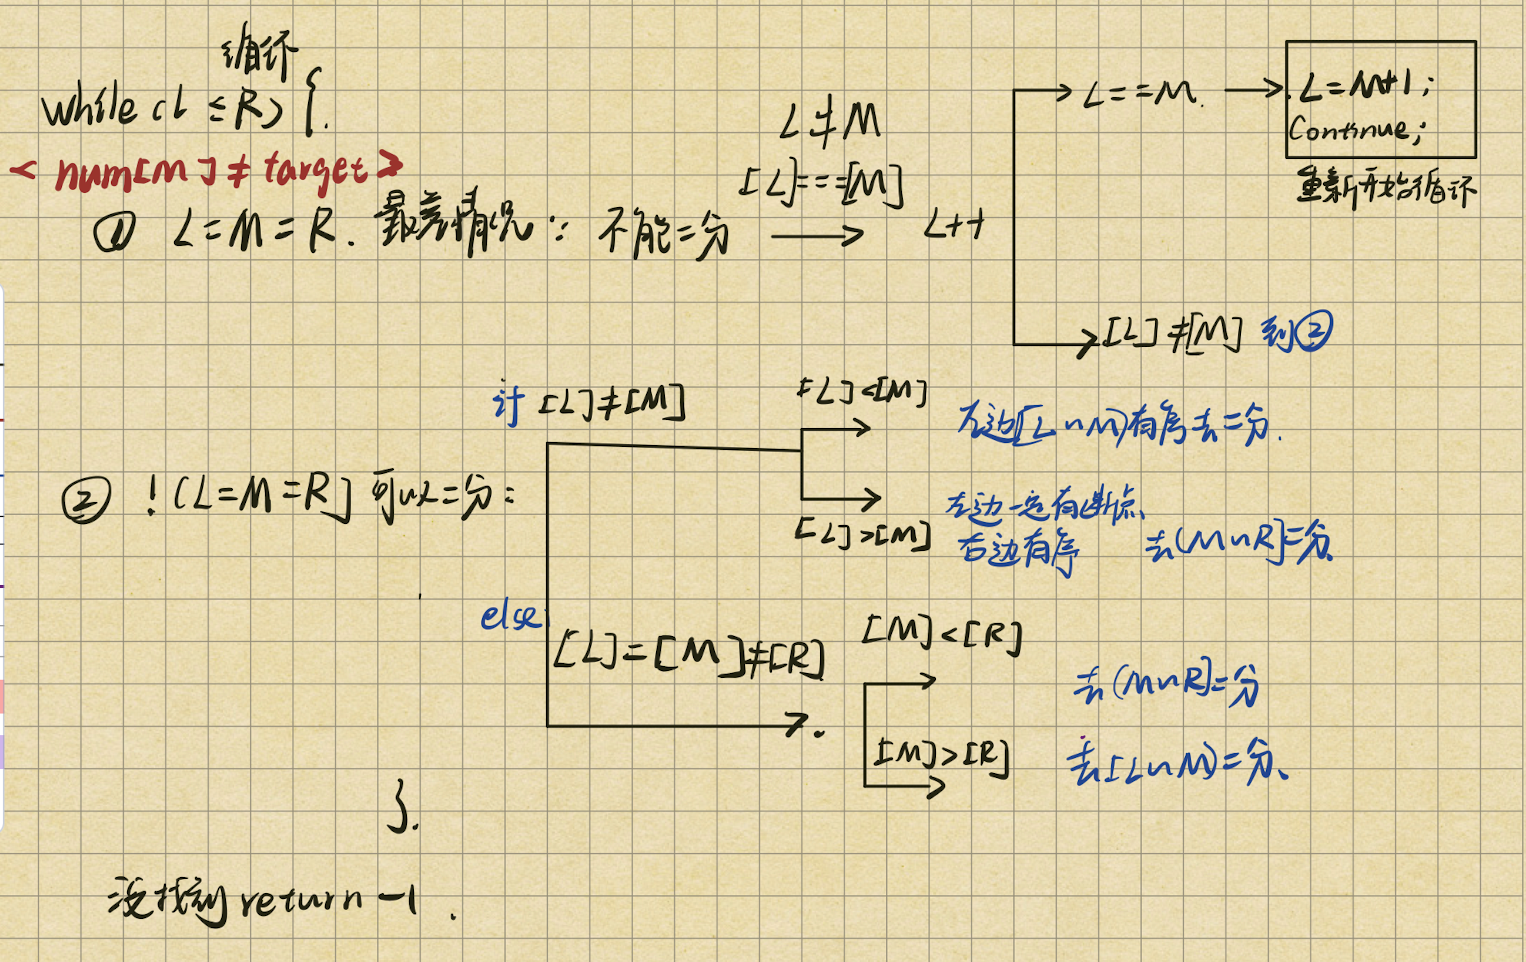 循环
while (L ≤ R) {
< num[M] ≠ target >
① L = M = R. 最差情况: 不能二分
L ≠ M
[L]==[M]
L++
L==M.
L=M+1;
Continue;
重新开始循环
[L]≠[M] 到②
② !(L=M=R] 可以二分:
[L]≠[M]
[L]<[M]
左边[L~M)有序去二分.
[L]>[M]
左边一定有断点、
右边有序 去(M~R]二分.
else
[L]=[M]≠[R]
[M]<[R]
去(M~R]二分
[M]>[R]
去[L~M)二分、
}.
没找到 return -1.